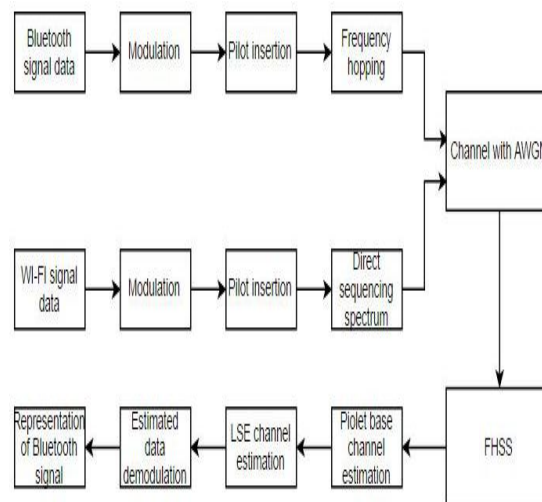 Bluetooth
signal data
Modulation
Pilot insertion
Frequency
hopping
Channel with AWGN
WI-FI signal
data
Modulation
Pilot insertion
Direct
sequencing
spectrum
Representation
of Bluetooth
signal
Estimated
data
demodulation
LSE channel
estimation
Piolet base
channel
estimation
FHSS